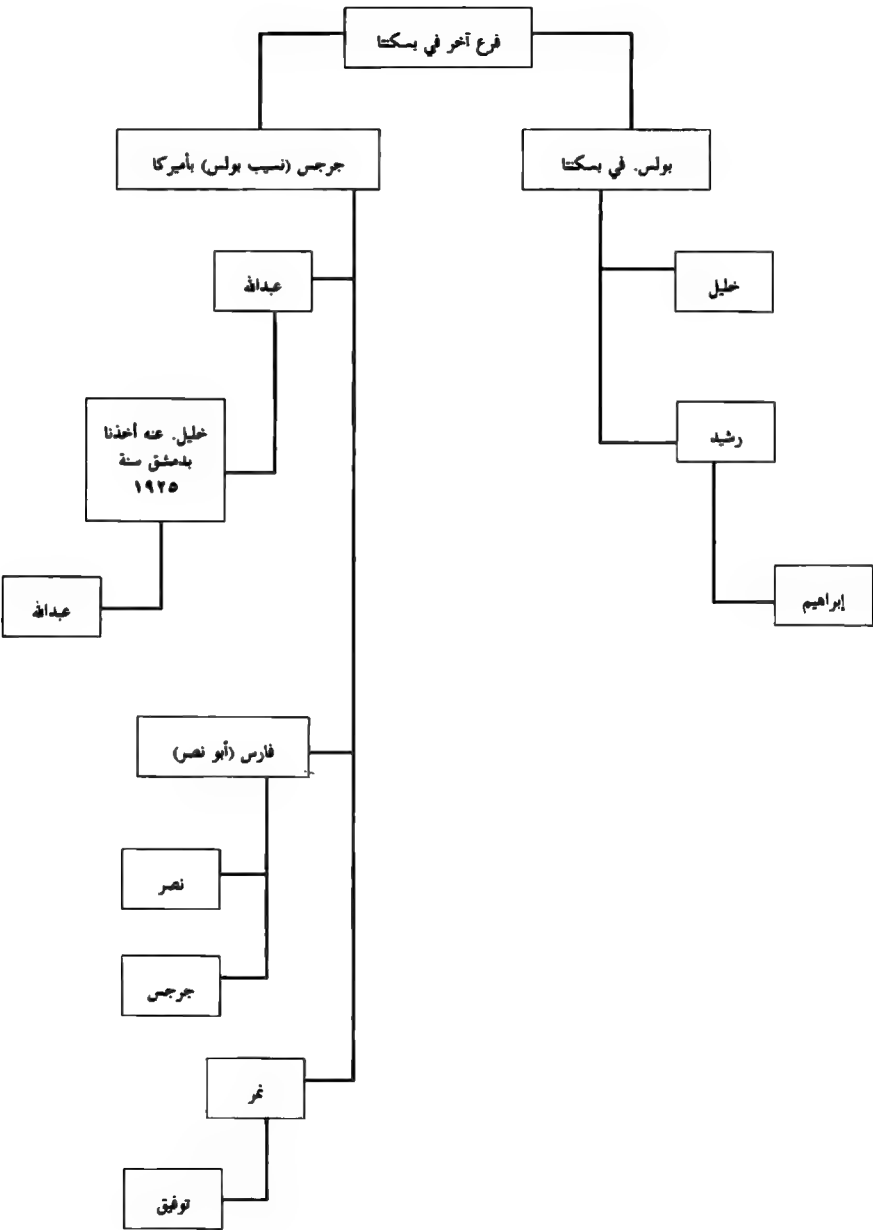 فرع آخر في بسكنتا
بولس. في بسكنتا
جرجس (نسيب بولس) بأميركا
خليل
رشيد
إبراهيم
عبدالله
خليل. عنه أخذنا
بدمشق سنة
١٩٢٥
عبدالله
فارس (أبو نصر)
نصر
جرجس
نمر
توفيق